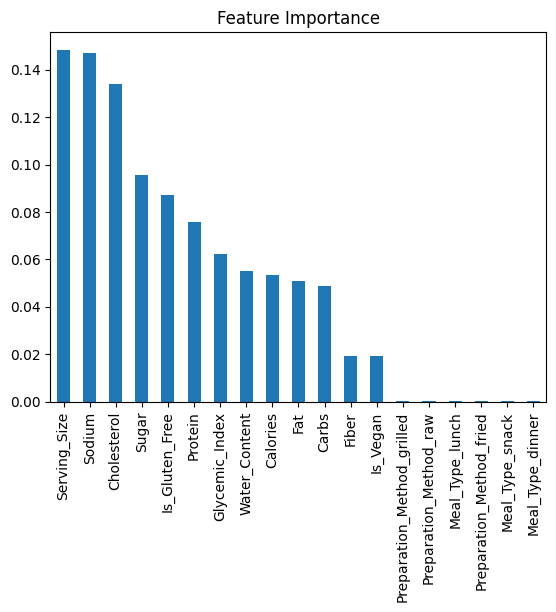 Feature Importance
0.14
0.12
0.10
0.08
0.06
0.04
0.02
0.00
Serving_Size
Sodium
Cholesterol
Sugar
Is_Gluten_Free
Protein
Glycemic_Index
Water_Content
Calories
Fat
Carbs
Fiber
Is_Vegan
Preparation_Method_grilled
Preparation_Method_raw
Meal_Type_lunch
Preparation_Method_fried
Meal_Type_snack
Meal_Type_dinner